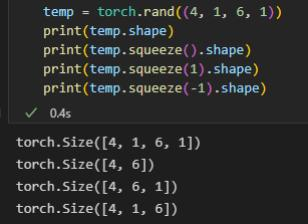 temp = torch.rand((4, 1, 6, 1))
print(temp.shape)
print(temp.squeeze().shape)
print(temp.squeeze(1).shape)
print(temp.squeeze(-1).shape)
✓ 0.4s
torch.Size([4, 1, 6, 1])
torch.Size([4, 6])
torch.Size([4, 6, 1])
torch.Size([4, 1, 6])